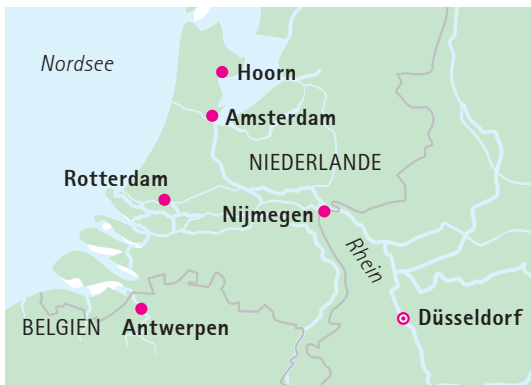 Nordsee
Hoorn
Amsterdam
NIEDERLANDE
Rotterdam
Nijmegen
Rhein
Düsseldorf
BELGIEN
Antwerpen